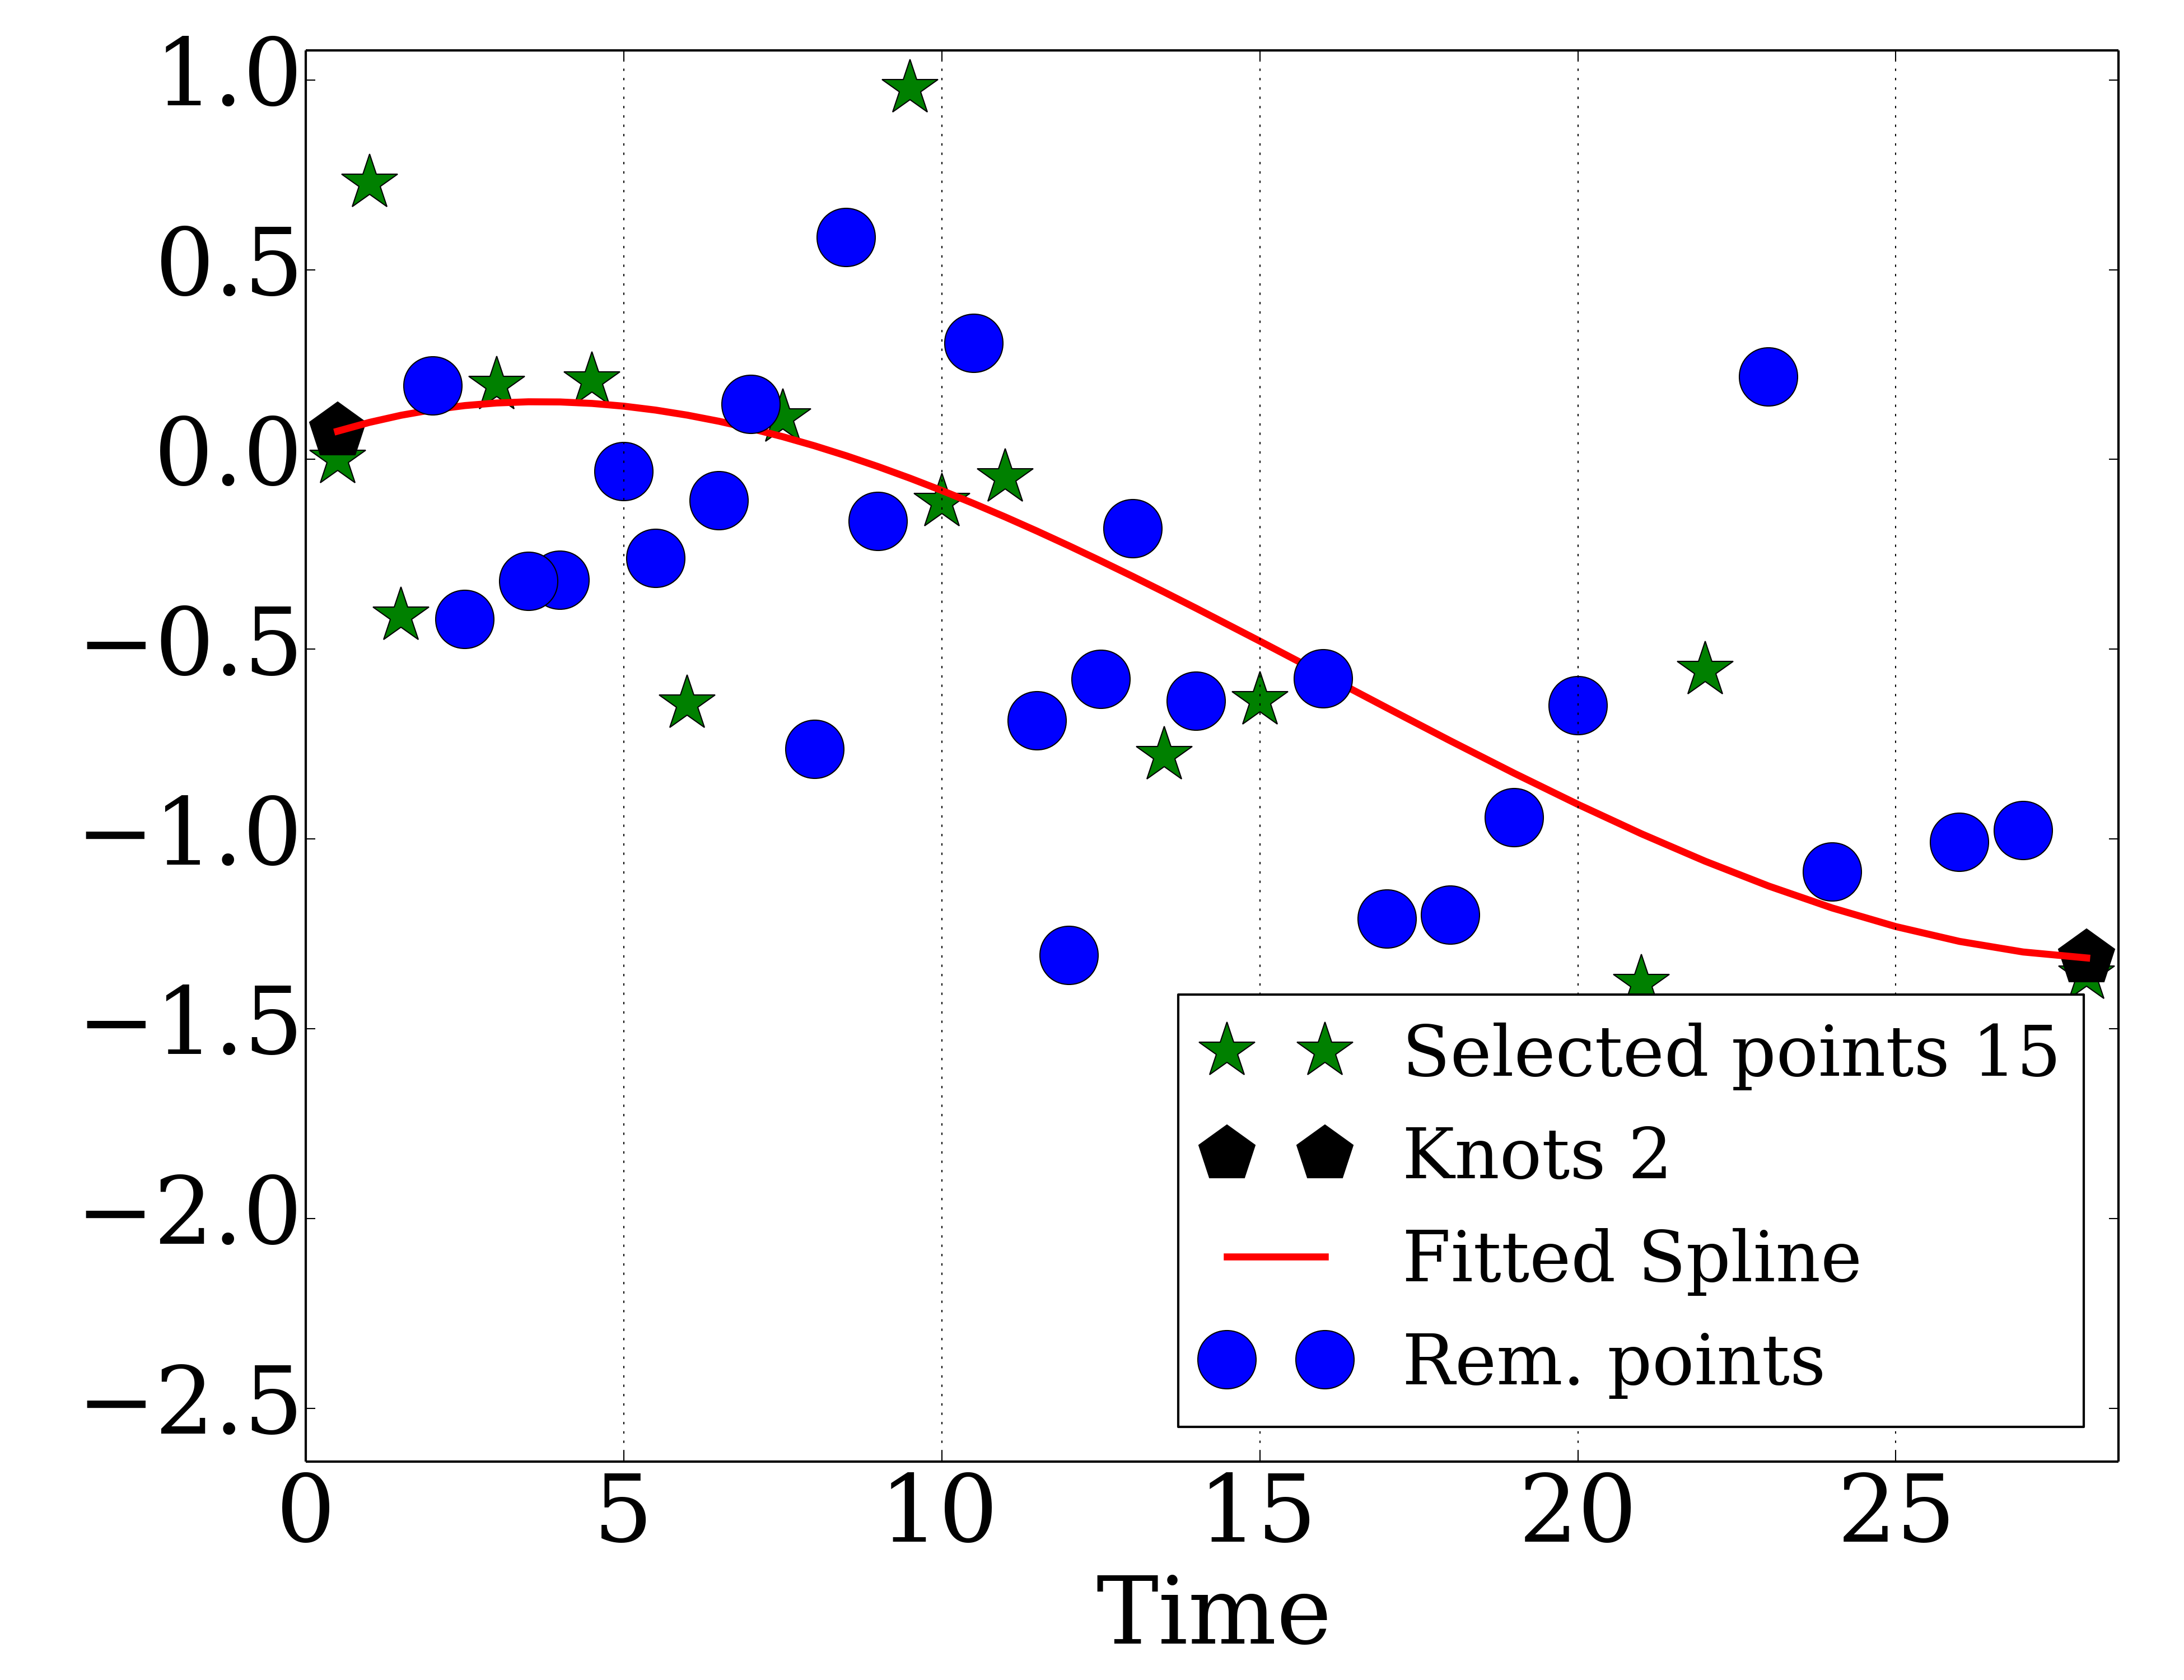 1.0
0.5
0.0
−0.5
−1.0
−1.5
−2.0
−2.5
Selected points 15
Knots 2
Fitted Spline
Rem. points
0 5 10 15 20 25
Time